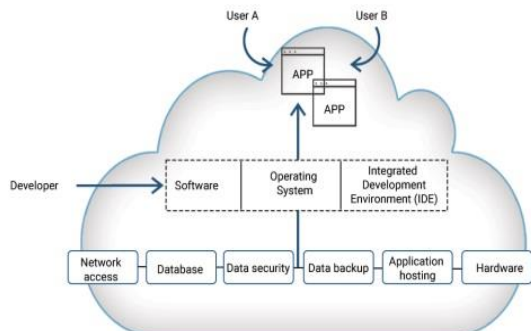 User A
User B
APP
APP
Developer
Software
Operating
System
Integrated
Development
Environment (IDE)
Network
access
Database
Data security
Data backup
Application
hosting
Hardware